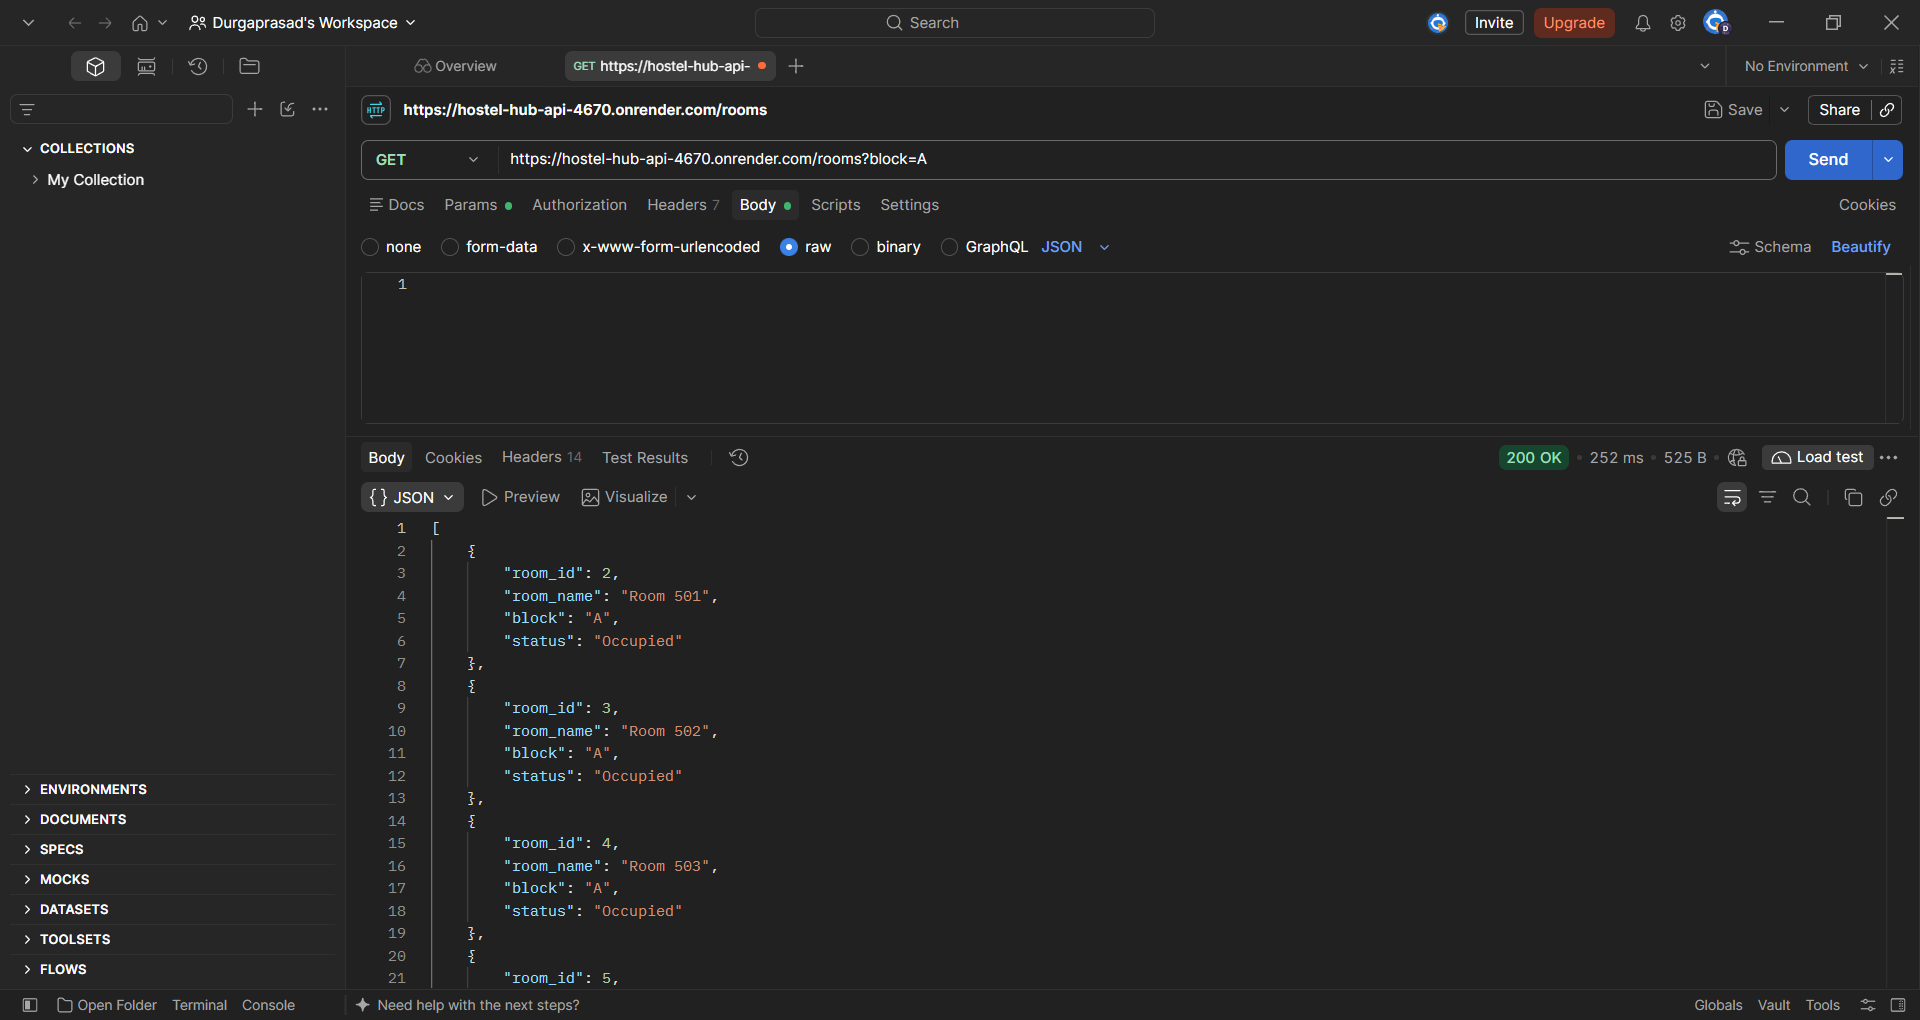 Durgaprasad's Workspace
Search
Invite
Upgrade
D
Overview
GET https://hostel-hub-api-
No Environment
HTTP https://hostel-hub-api-4670.onrender.com/rooms
Save
Share
COLLECTIONS
My Collection
GET https://hostel-hub-api-4670.onrender.com/rooms?block=A
Send
Docs Params Authorization Headers 7 Body Scripts Settings
Cookies
none form-data x-www-form-urlencoded raw binary GraphQL JSON
Schema Beautify
1
Body Cookies Headers 14 Test Results
200 OK • 252 ms • 525 B
Load test
{} JSON Preview Visualize
1 [
2 {
3 "room_id": 2,
4 "room_name": "Room 501",
5 "block": "A",
6 "status": "Occupied"
7 },
8 {
9 "room_id": 3,
10 "room_name": "Room 502",
11 "block": "A",
12 "status": "Occupied"
13 },
14 {
15 "room_id": 4,
16 "room_name": "Room 503",
17 "block": "A",
18 "status": "Occupied"
19 },
20 {
21 "room_id": 5,
ENVIRONMENTS
DOCUMENTS
SPECS
MOCKS
DATASETS
TOOLSETS
FLOWS
Open Folder Terminal Console
Need help with the next steps?
Globals Vault Tools